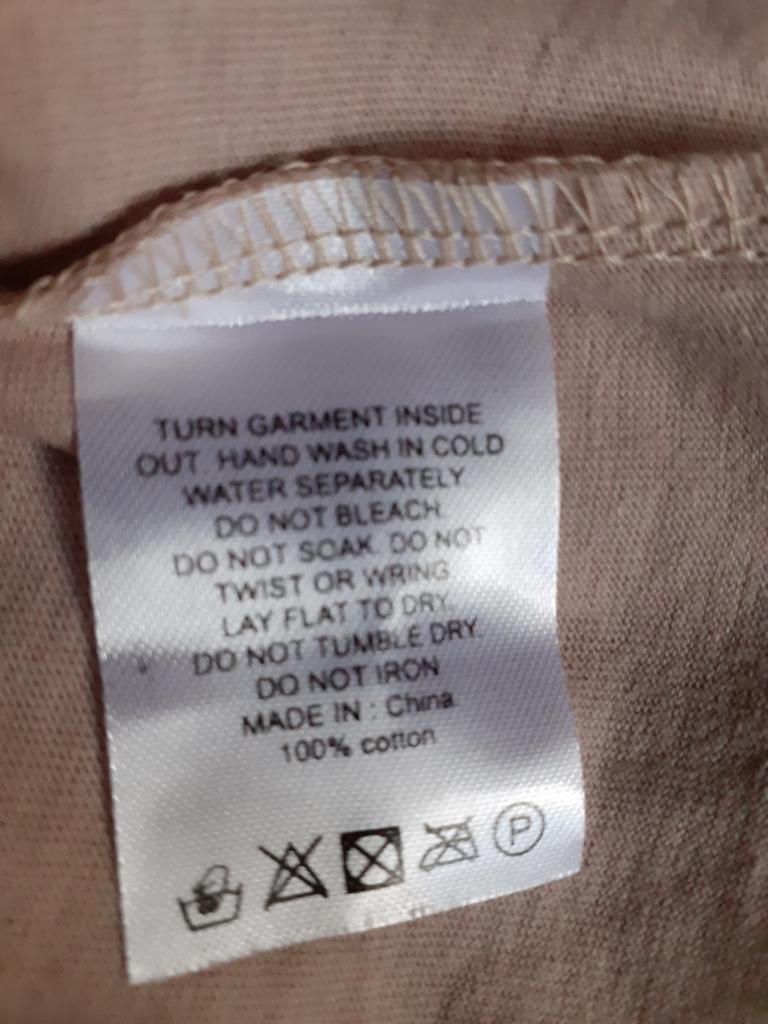 TURN GARMENT INSIDE
OUT HAND WASH IN COLD
WATER SEPARATELY.
DO NOT BLEACH.
DO NOT SOAK. DO NOT
TWIST OR WRING.
LAY FLAT TO DRY.
DO NOT TUMBLE DRY.
DO NOT IRON
MADE IN : China
100% cotton
P